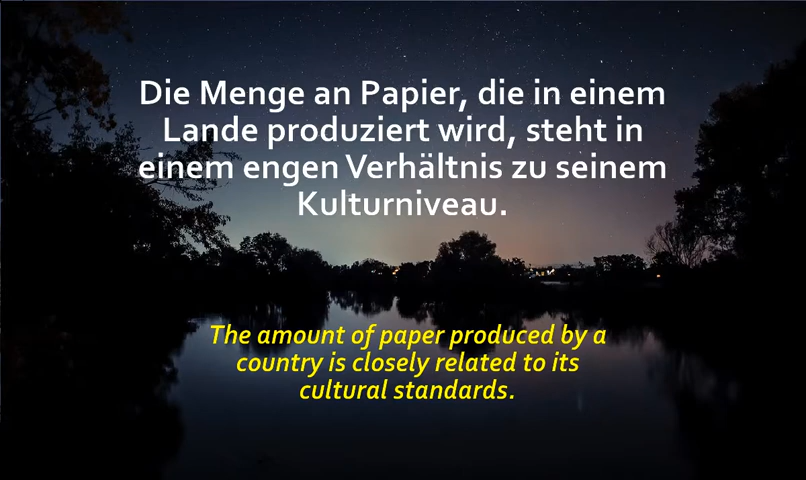 Die Menge an Papier, die in einem
Lande produziert wird, steht in
einem engen Verhältnis zu seinem
Kulturniveau.
The amount of paper produced by a
country is closely related to its
cultural standards.